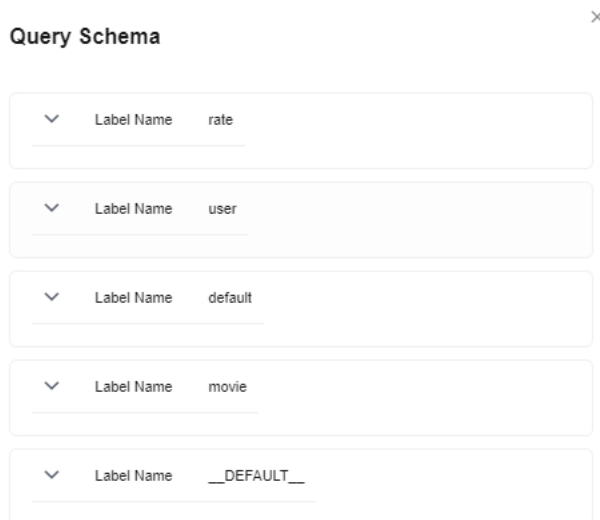 Query Schema
Label Name rate
Label Name user
Label Name default
Label Name movie
Label Name __DEFAULT__